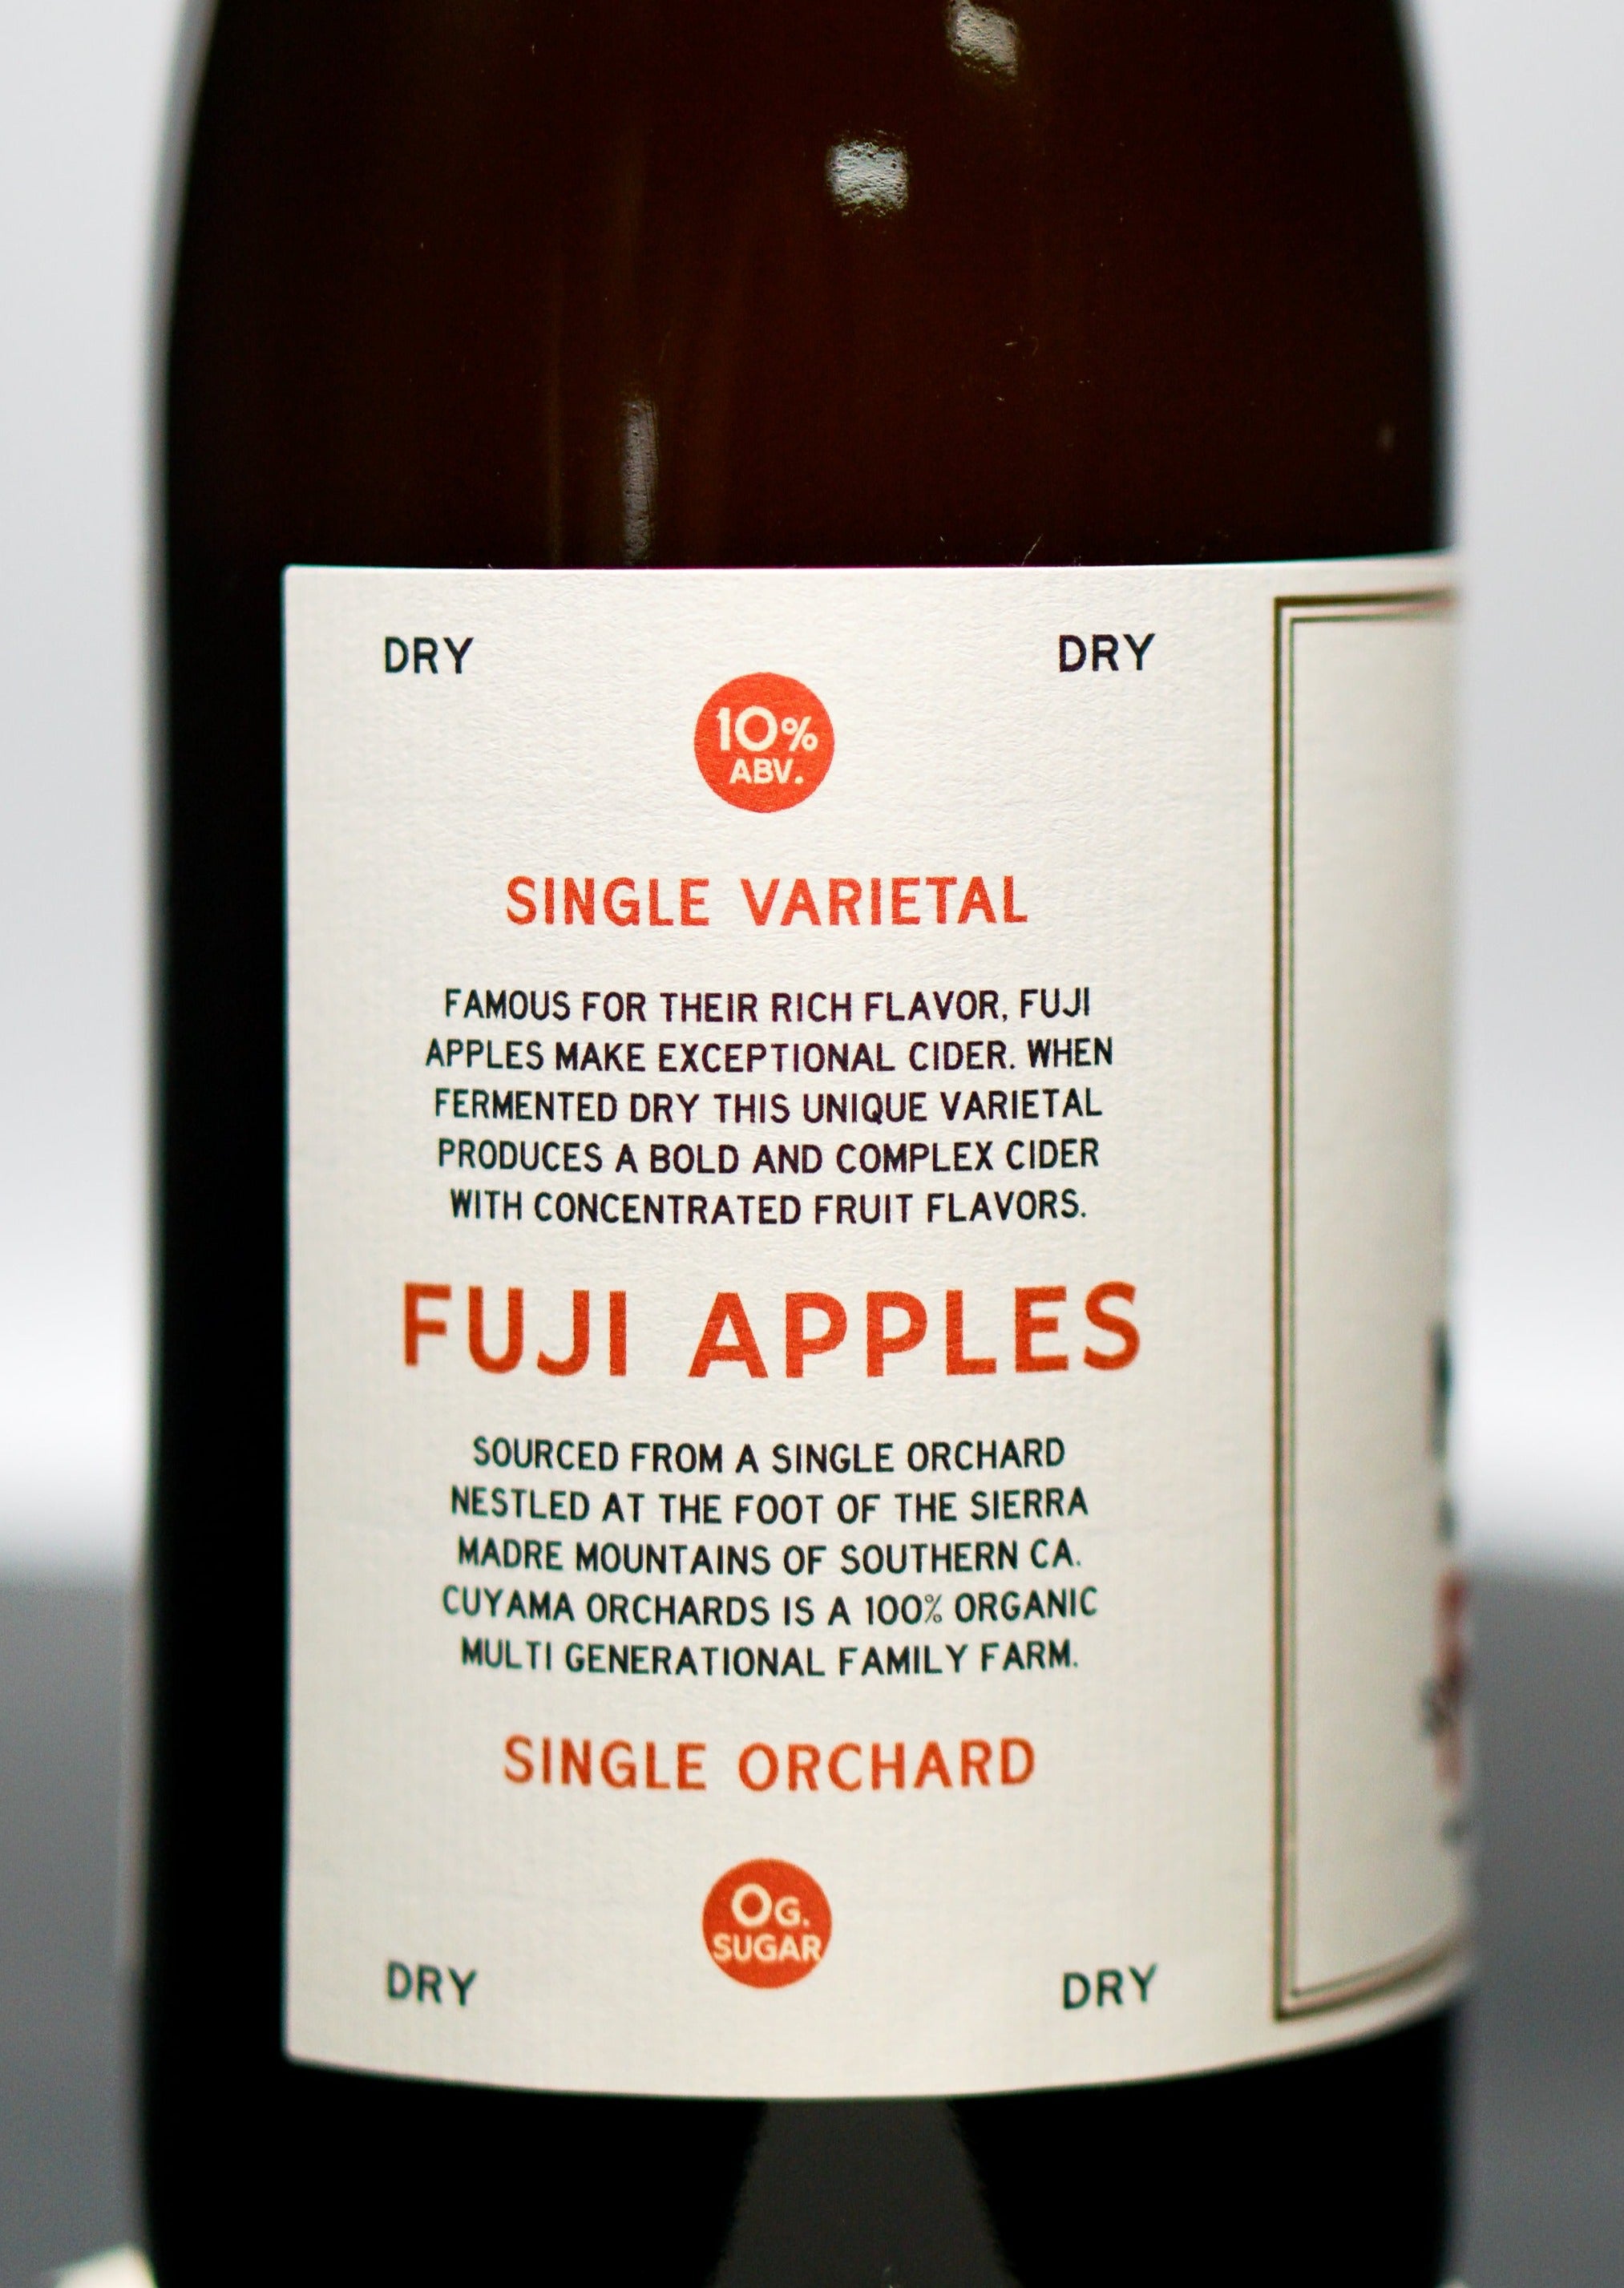 DRY DRY
10%
ABV.
SINGLE VARIETAL
FAMOUS FOR THEIR RICH FLAVOR, FUJI
APPLES MAKE EXCEPTIONAL CIDER. WHEN
FERMENTED DRY THIS UNIQUE VARIETAL
PRODUCES A BOLD AND COMPLEX CIDER
WITH CONCENTRATED FRUIT FLAVORS.
FUJI APPLES
SOURCED FROM A SINGLE ORCHARD
NESTLED AT THE FOOT OF THE SIERRA
MADRE MOUNTAINS OF SOUTHERN CA.
CUYAMA ORCHARDS IS A 100% ORGANIC
MULTI GENERATIONAL FAMILY FARM.
SINGLE ORCHARD
0G.
SUGAR
DRY DRY